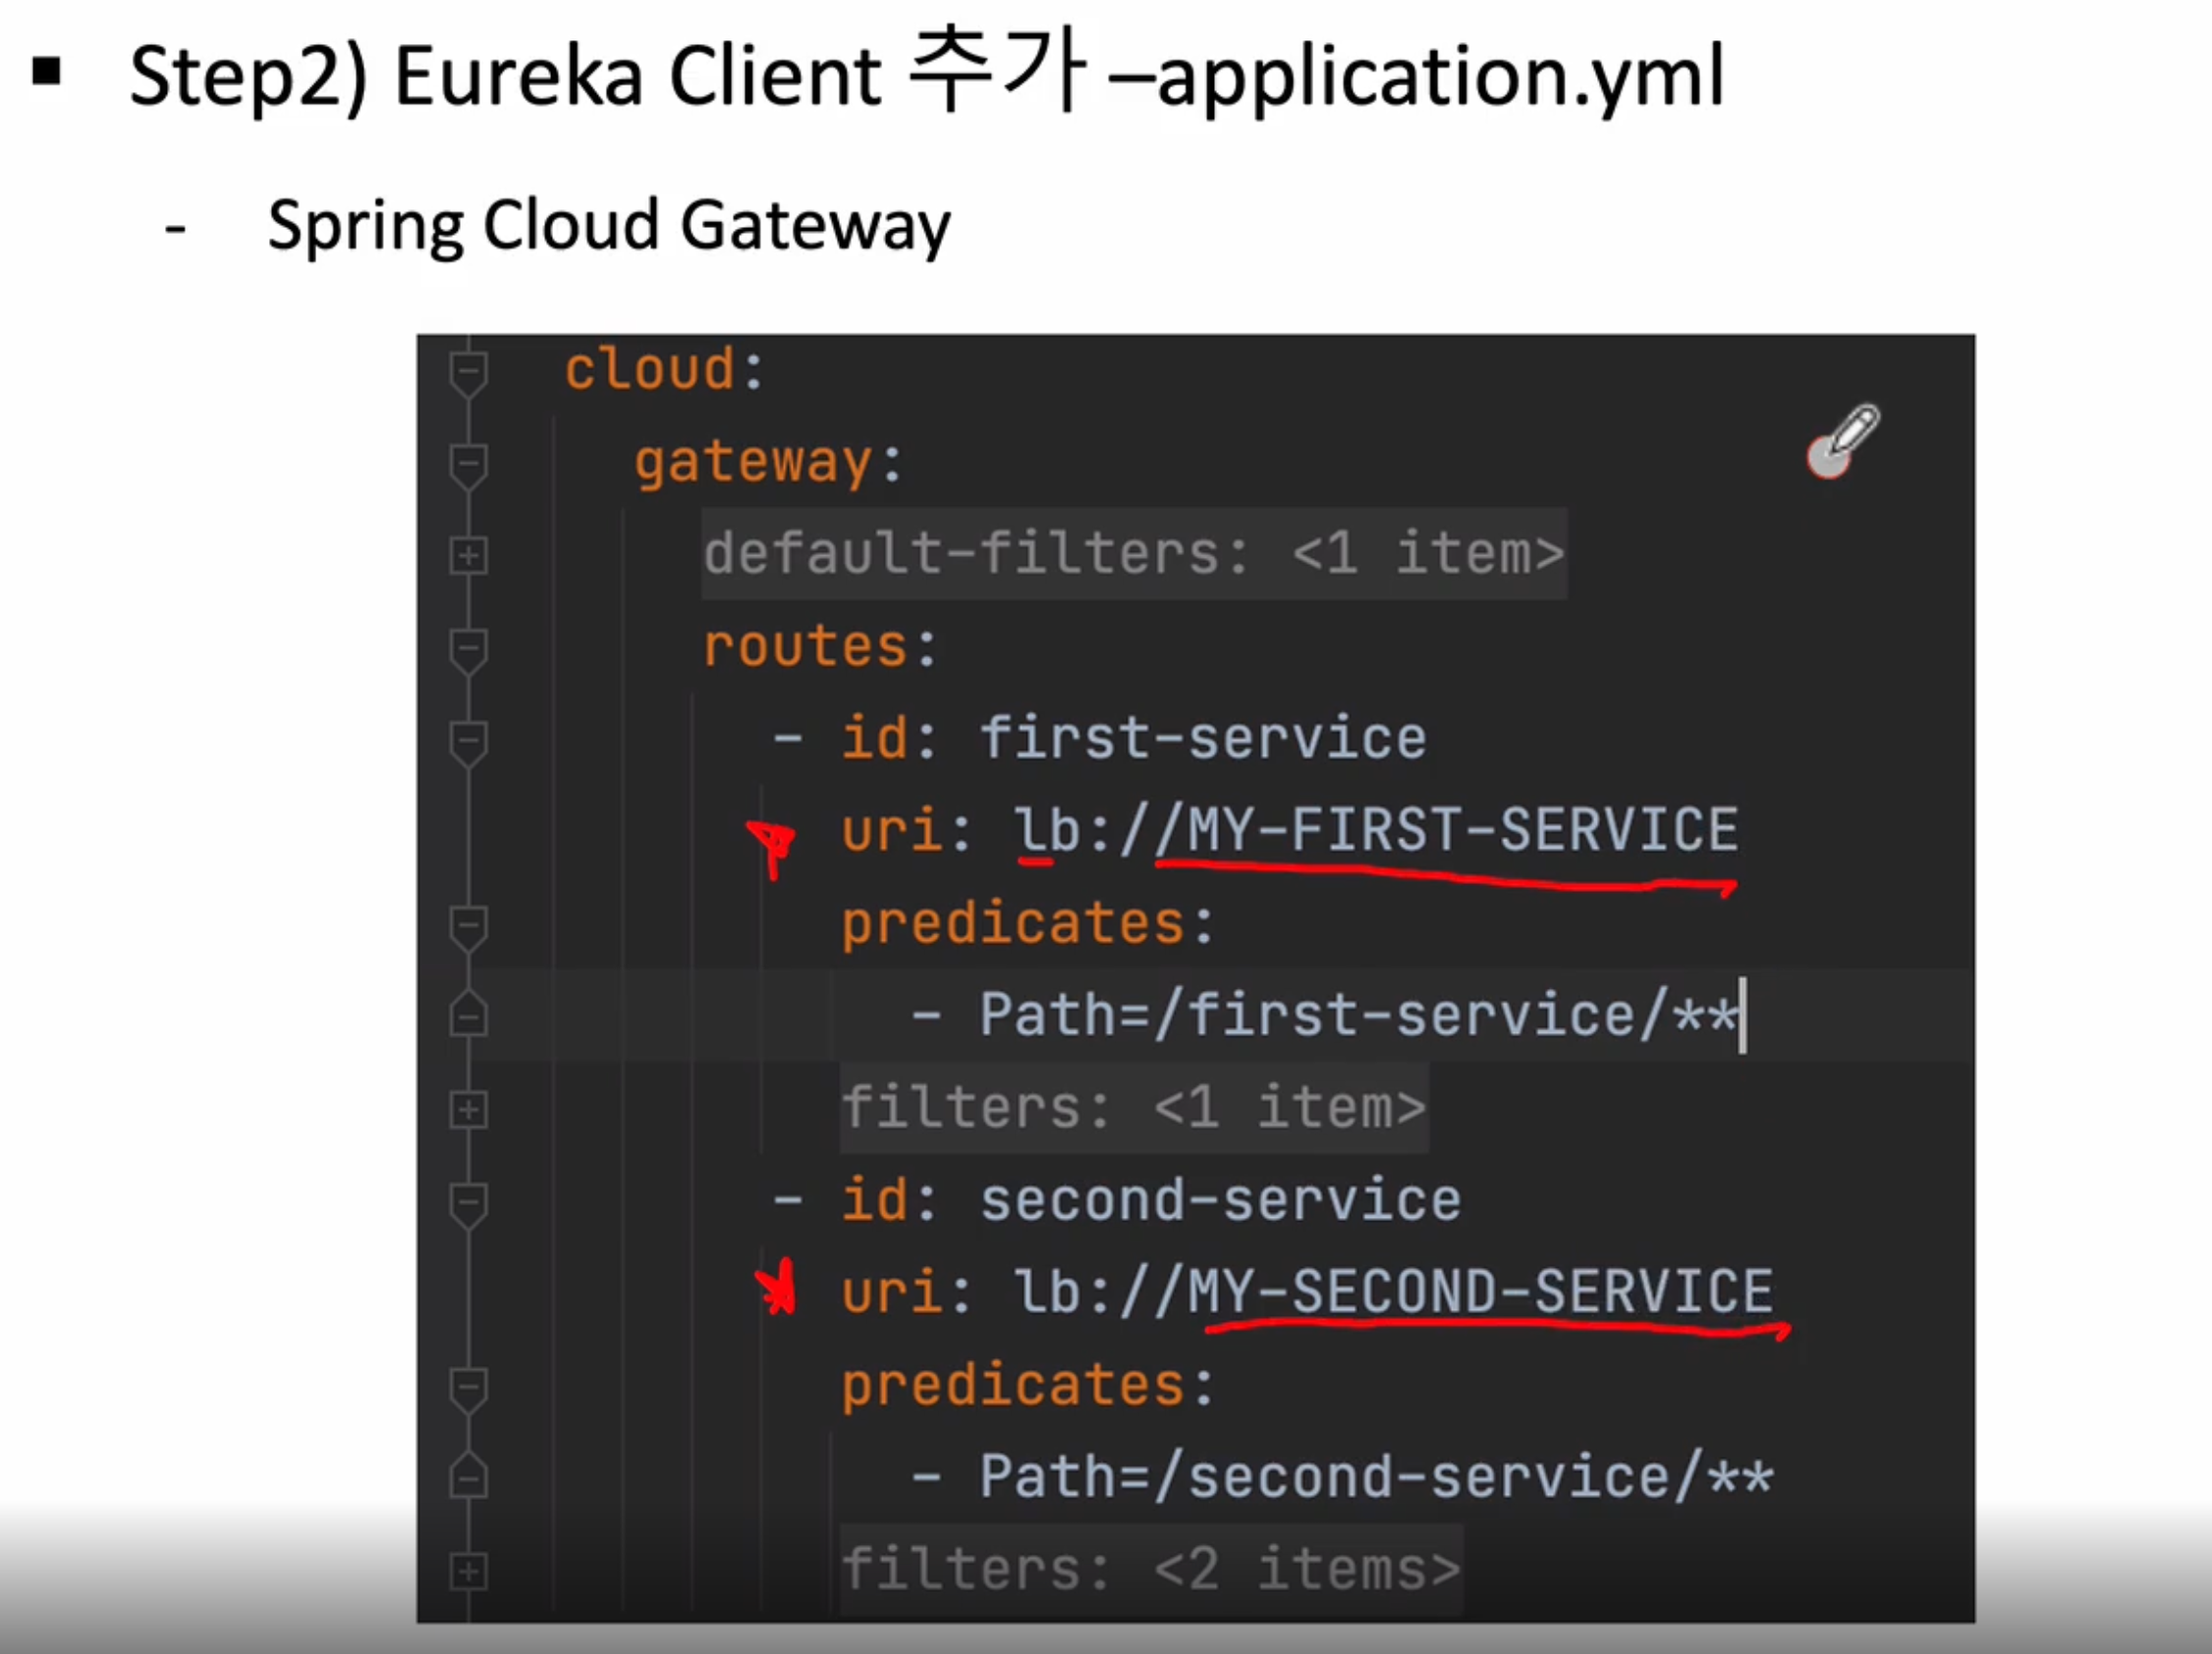 ▪ Step2) Eureka Client 추가 –application.yml
- Spring Cloud Gateway
cloud:
gateway:
default-filters: <1 item>
routes:
- id: first-service
uri: lb://MY-FIRST-SERVICE
predicates:
- Path=/first-service/**
filters: <1 item>
- id: second-service
uri: lb://MY-SECOND-SERVICE
predicates:
- Path=/second-service/**
filters: <2 items>